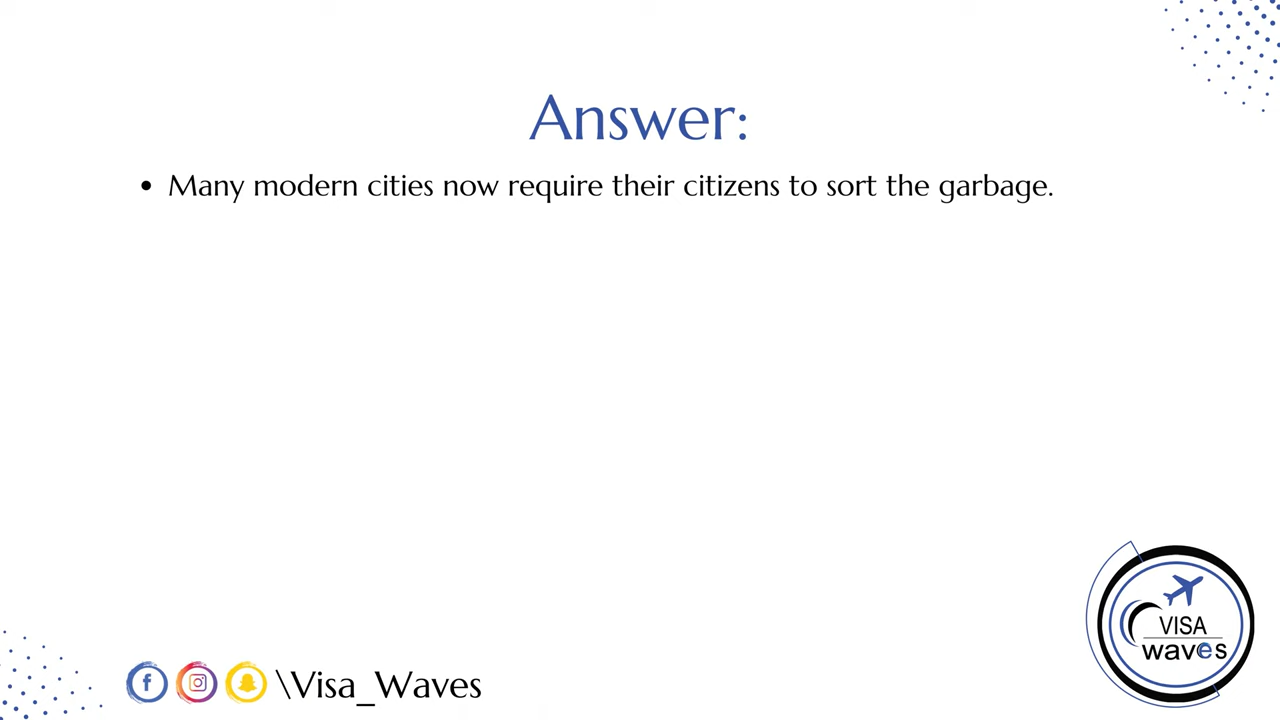 Answer:
• Many modern cities now require their citizens to sort the garbage.
VISA
waves
\Visa_Waves